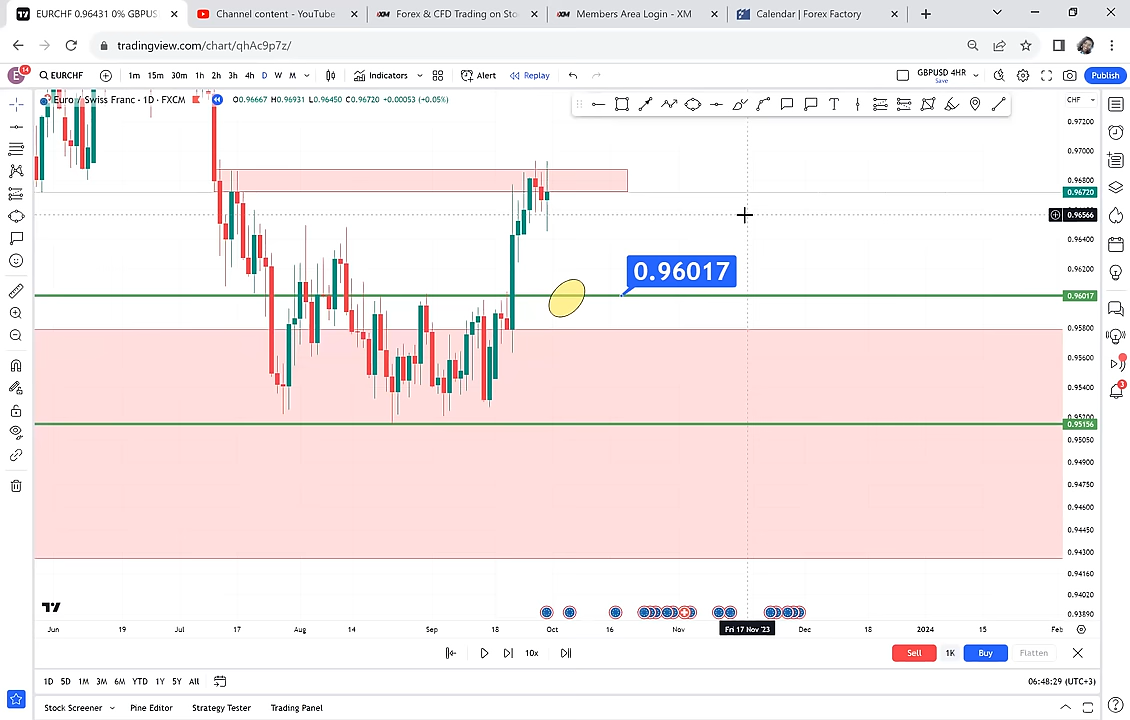 EURCHF 0.96431 0% GBPUS
Channel content - YouTube
Forex & CFD Trading on Sto
Members Area Login - XM
Calendar | Forex Factory
tradingview.com/chart/qhAc9p7z/
E 14 EURCHF 1m 15m 30m 1h 2h 3h 4h D W M Indicators Alert Replay GBPUSD 4HR Save Publish
Euro / Swiss Franc · 1D · FXCM O0.96667 H0.96931 L0.96450 C0.96720 +0.00053 (+0.05%)
CHF
0.97200
0.97000
0.96800
0.96720
0.96566
0.96400
0.96200
0.96017
0.96017
0.95800
0.95600
0.95400
0.95156
0.95050
0.94900
0.94750
0.94600
0.94450
0.94300
0.94160
0.94020
0.93890
3
Jun 19 Jul 17 Aug 14 Sep 18 Oct 16 Nov Fri 17 Nov '23 Dec 18 2024 15 Feb
10x Sell 1K Buy Flatten
1D 5D 1M 3M 6M YTD 1Y 5Y All 06:48:29 (UTC+3)
Stock Screener Pine Editor Strategy Tester Trading Panel